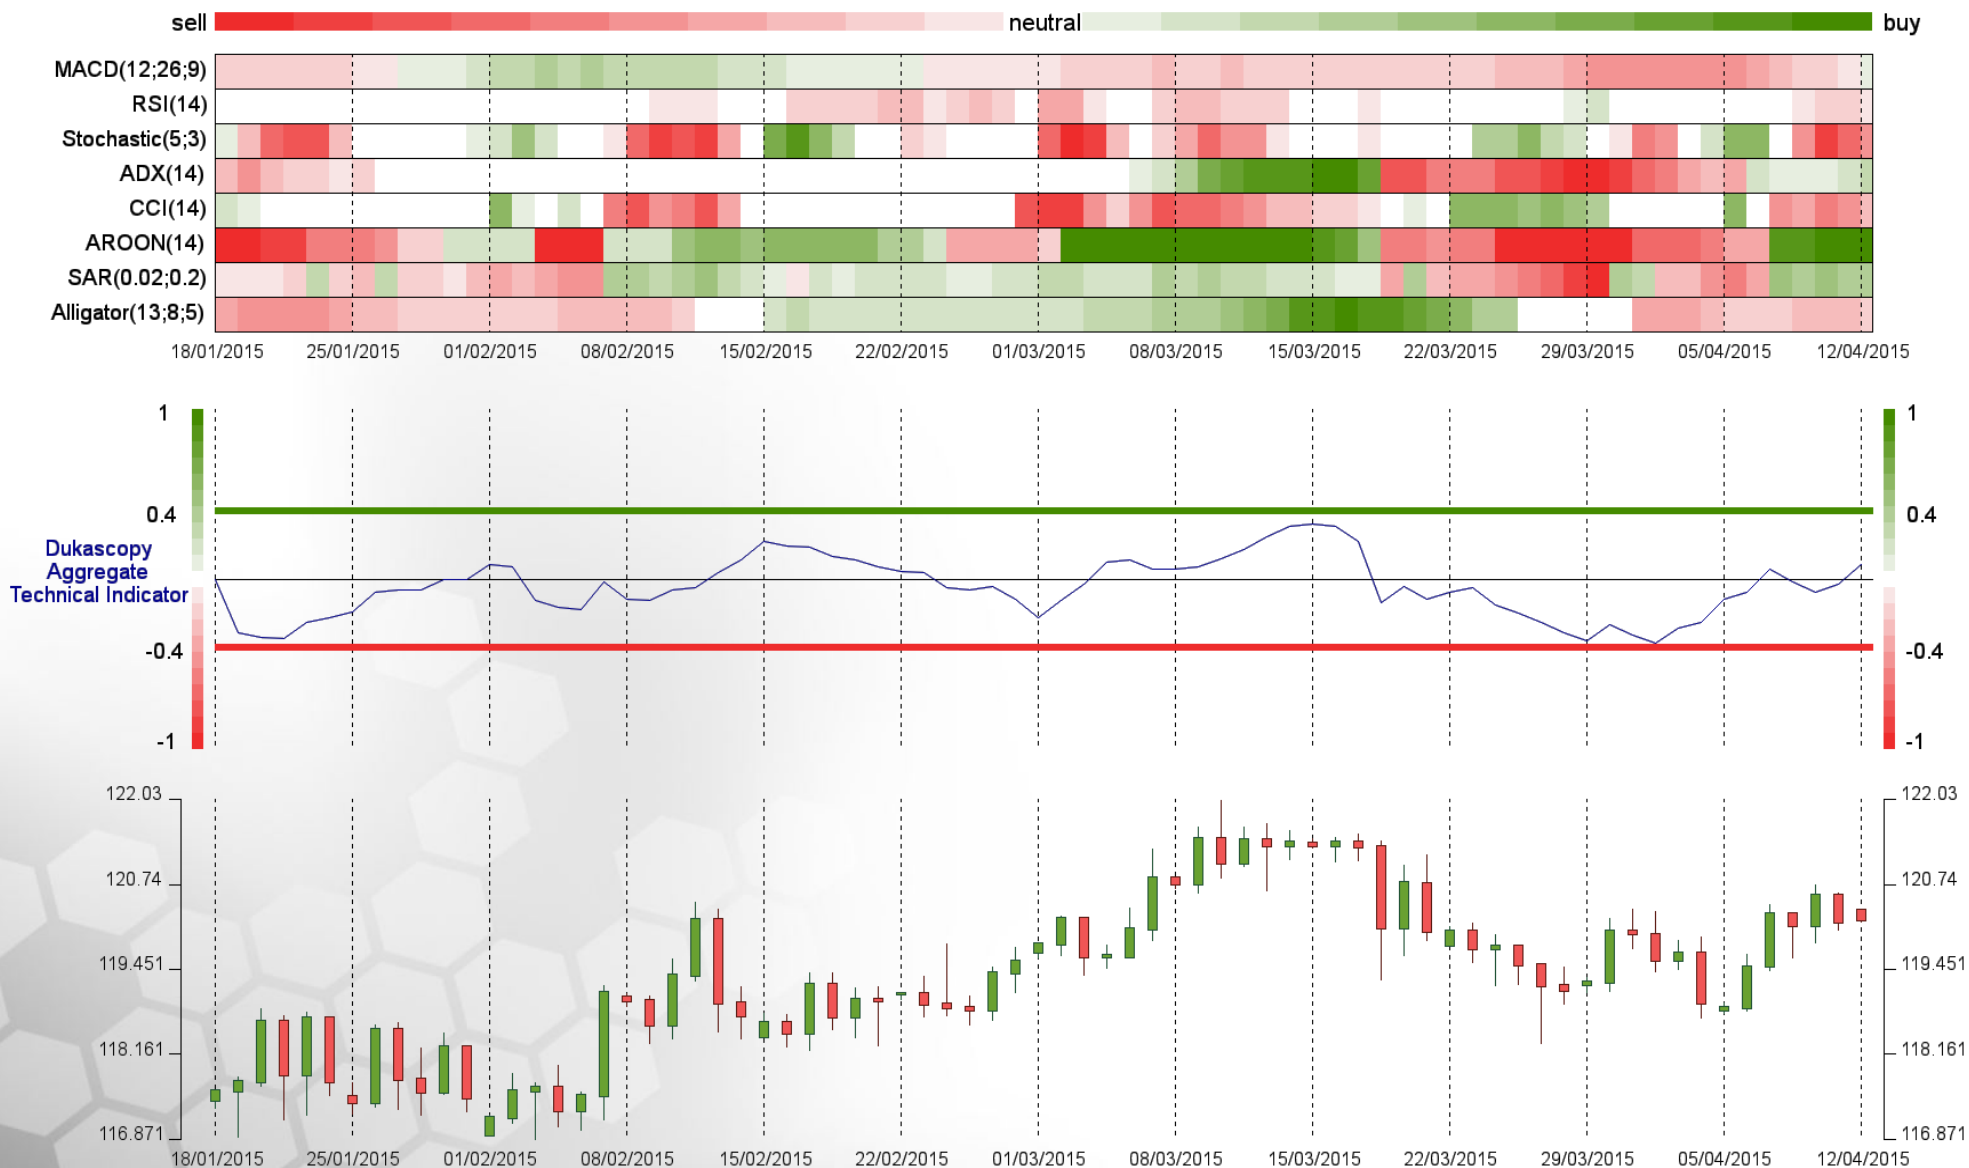 sell neutral buy
MACD(12;26;9)
RSI(14)
Stochastic(5;3)
ADX(14)
CCI(14)
AROON(14)
SAR(0.02;0.2)
Alligator(13;8;5)
18/01/2015 25/01/2015 01/02/2015 08/02/2015 15/02/2015 22/02/2015 01/03/2015 08/03/2015 15/03/2015 22/03/2015 29/03/2015 05/04/2015 12/04/2015
1 1
0.4 0.4
Dukascopy
Aggregate
Technical Indicator
-0.4 -0.4
-1 -1
122.03 122.03
120.74 120.74
119.451 119.451
118.161 118.161
116.871 116.871
18/01/2015 25/01/2015 01/02/2015 08/02/2015 15/02/2015 22/02/2015 01/03/2015 08/03/2015 15/03/2015 22/03/2015 29/03/2015 05/04/2015 12/04/2015